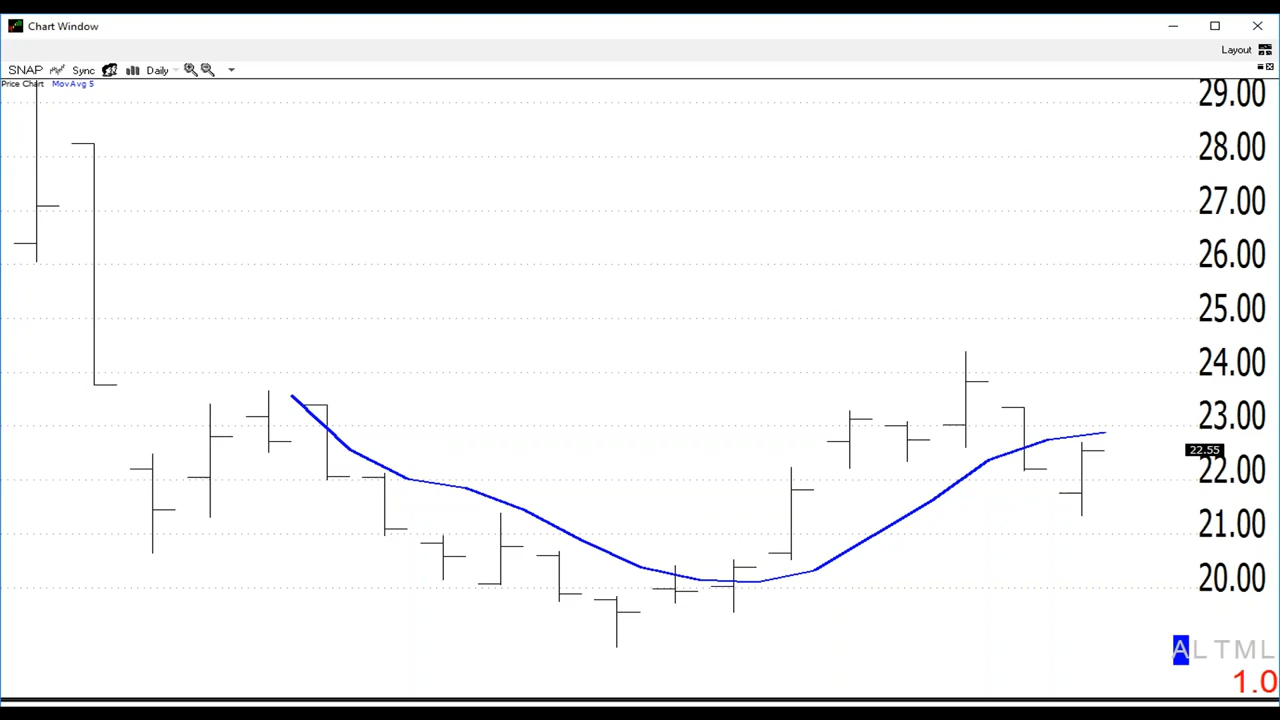 Chart Window
Layout
SNAP Sync Daily
Price Chart MovAvg 5
29.00
28.00
27.00
26.00
25.00
24.00
23.00
22.55
22.00
21.00
20.00
ALTML
1.0